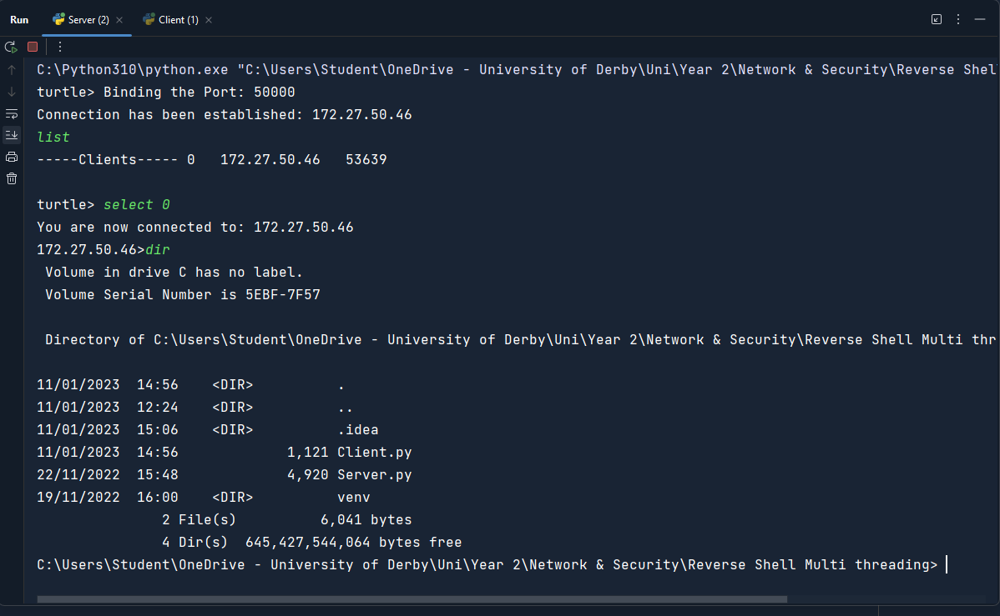 Run Server (2) Client (1)
C:\Python310\python.exe "C:\Users\Student\OneDrive - University of Derby\Uni\Year 2\Network & Security\Reverse Shel
turtle> Binding the Port: 50000
Connection has been established: 172.27.50.46
list
-----Clients----- 0   172.27.50.46   53639
turtle> select 0
You are now connected to: 172.27.50.46
172.27.50.46>dir
 Volume in drive C has no label.
 Volume Serial Number is 5EBF-7F57
 Directory of C:\Users\Student\OneDrive - University of Derby\Uni\Year 2\Network & Security\Reverse Shell Multi thr
11/01/2023  14:56    <DIR>          .
11/01/2023  12:24    <DIR>          ..
11/01/2023  15:06    <DIR>          .idea
11/01/2023  14:56             1,121 Client.py
22/11/2022  15:48             4,920 Server.py
19/11/2022  16:00    <DIR>          venv
               2 File(s)          6,041 bytes
               4 Dir(s)  645,427,544,064 bytes free
C:\Users\Student\OneDrive - University of Derby\Uni\Year 2\Network & Security\Reverse Shell Multi threading>